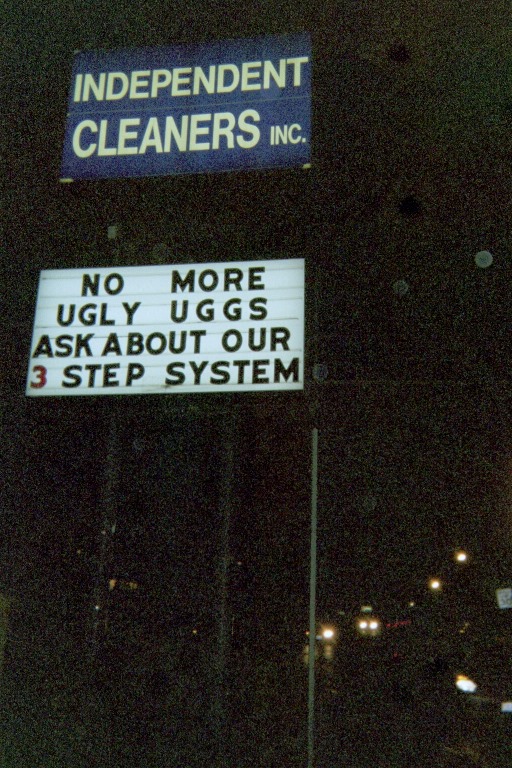 INDEPENDENT
CLEANERS INC.
NO MORE
UGLY UGGS
ASK ABOUT OUR
3 STEP SYSTEM